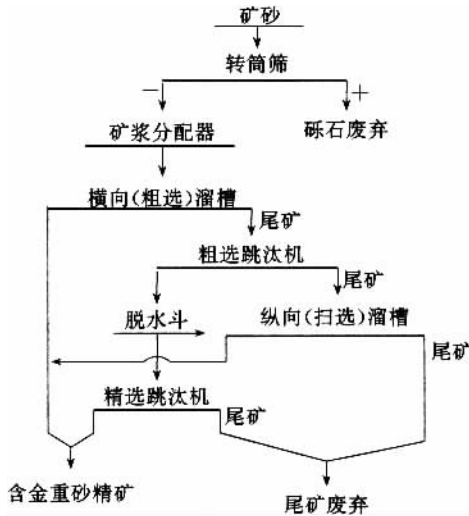 矿砂
转筒筛
− +
矿浆分配器 砾石废弃
横向(粗选)溜槽
尾矿
粗选跳汰机
尾矿
脱水斗 纵向(扫选)溜槽
尾矿
精选跳汰机
尾矿
含金重砂精矿 尾矿废弃